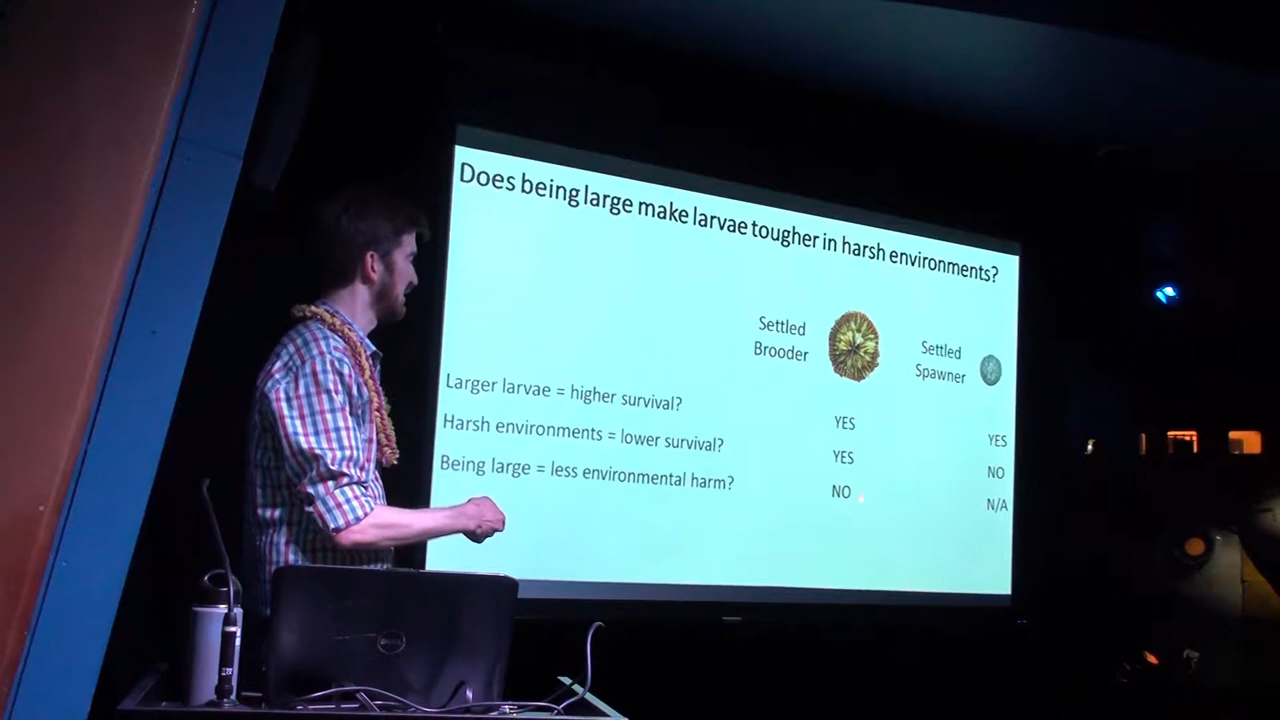 Does being large make larvae tougher in harsh environments?
Settled
Brooder
Settled
Spawner
Larger larvae = higher survival? YES YES
Harsh environments = lower survival? YES NO
Being large = less environmental harm? NO N/A
DELL